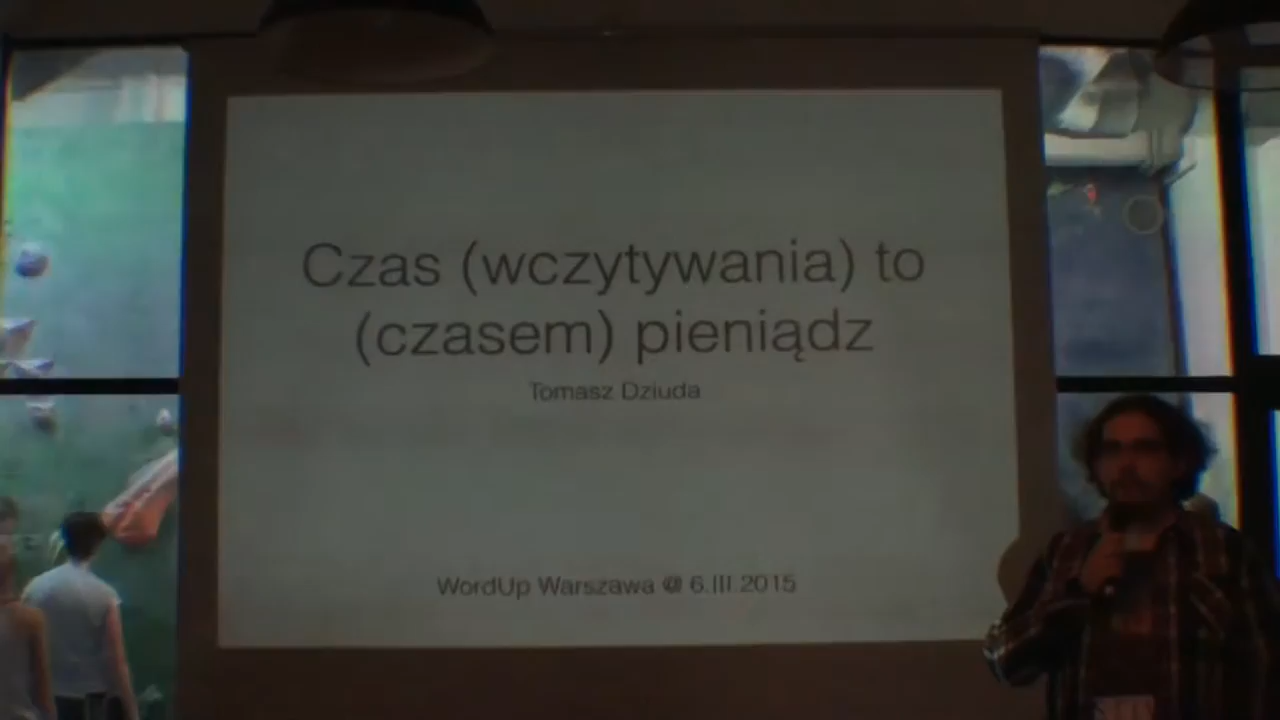 Czas (wczytywania) to
(czasem) pieniądz
Tomasz Dziuda
WordUp Warszawa @ 6.III.2015